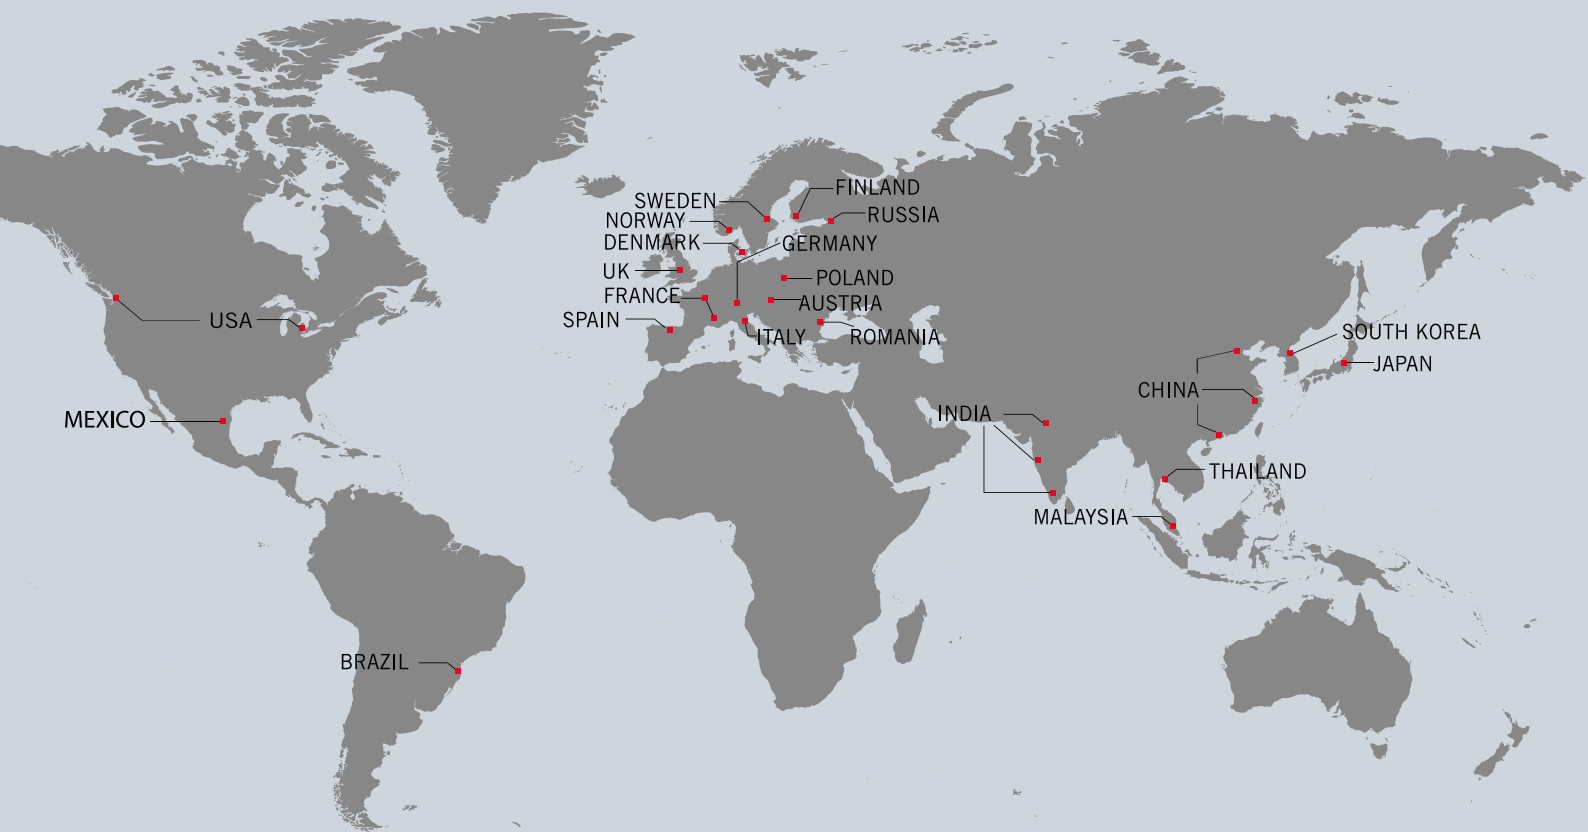 FINLAND
SWEDEN
RUSSIA
NORWAY
DENMARK
GERMANY
UK
POLAND
FRANCE
AUSTRIA
SPAIN
USA
ITALY
ROMANIA
SOUTH KOREA
JAPAN
CHINA
MEXICO
INDIA
THAILAND
MALAYSIA
BRAZIL